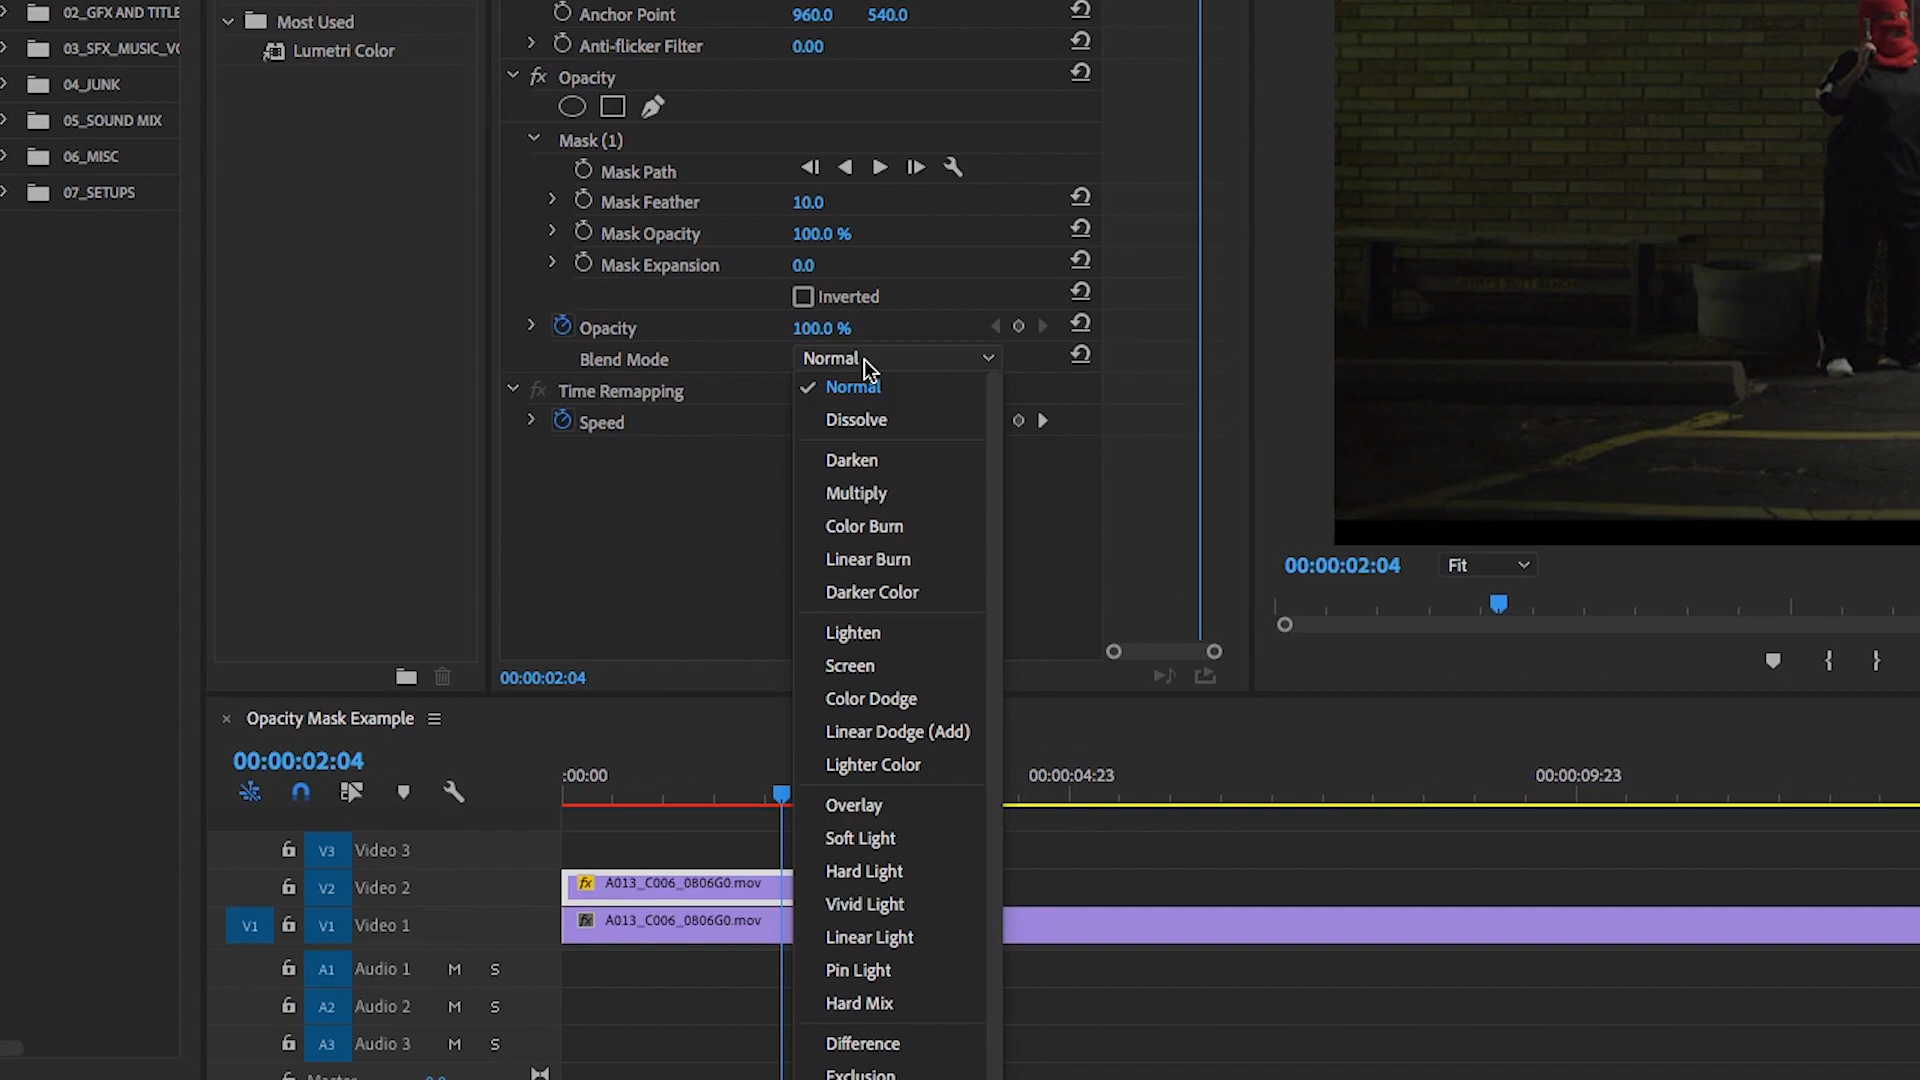 02_GFX AND TITLE
03_SFX_MUSIC_VO
04_JUNK
05_SOUND MIX
06_MISC
07_SETUPS
Most Used
Lumetri Color
Anchor Point 960.0 540.0
Anti-flicker Filter 0.00
fx Opacity
Mask (1)
Mask Path
Mask Feather 10.0
Mask Opacity 100.0 %
Mask Expansion 0.0
Inverted
Opacity 100.0 %
Blend Mode Normal
fx Time Remapping
Speed
Normal
Dissolve
Darken
Multiply
Color Burn
Linear Burn
Darker Color
Lighten
Screen
Color Dodge
Linear Dodge (Add)
Lighter Color
Overlay
Soft Light
Hard Light
Vivid Light
Linear Light
Pin Light
Hard Mix
Difference
Exclusion
00:00:02:04
00:00:02:04 Fit
Opacity Mask Example
00:00:02:04
:00:00 00:00:04:23 00:00:09:23
V3 Video 3
V2 Video 2 fx A013_C006_0806G0.mov
V1 V1 Video 1 fx A013_C006_0806G0.mov
A1 Audio 1 M S
A2 Audio 2 M S
A3 Audio 3 M S
Master 0.0